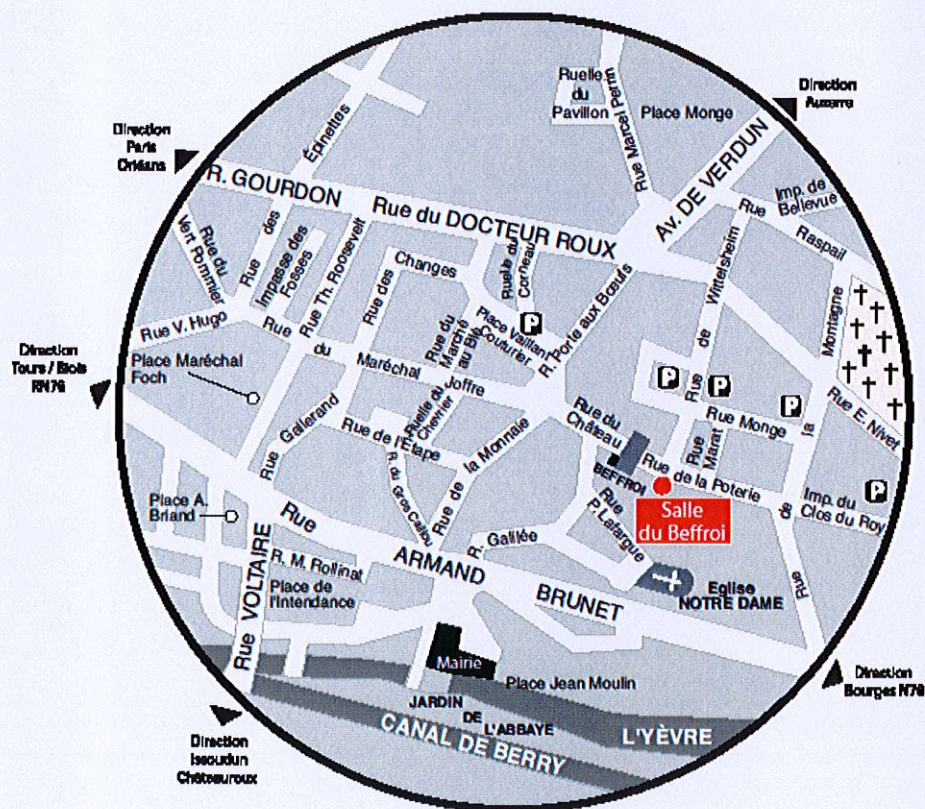 Direction
Auxerre
Direction
Paris
Orléans
Direction
Tours / Blois
RN76
Direction
Issoudun
Châteauroux
Direction
Bourges N76
Ruelle
du
Pavillon
Rue Marcel Perrin
Place Monge
Av. DE VERDUN
Imp. de
Bellevue
Rue
Raspail
R. GOURDON
Rue du DOCTEUR ROUX
Rue
des
Épinettes
Rue du
Vert Pommier
Impasse des
Fosses
Rue Th. Roosevelt
Rue des
Changes
Ruelle du
Corneau
Rue V. Hugo
Rue
du
Maréchal
Joffre
Rue du
Marché
au Blé
Place Vaillant
Couturier
P
R. Porte aux Bœufs
Rue
de
Wittelsheim
Rue
de
la
Montagne
Place Maréchal
Foch
Rue Gallerand
Rue de l'Étape
Ruelle du
Chevrier
R. du Gros Caillou
Rue de la Monnaie
Rue du
Château
P
P
P
Rue Monge
Rue E. Nivet
Rue
Marat
BEFFROI
Rue de la Poterie
Imp. du
Clos du Roy
P
Salle
du Beffroi
Rue
P. Lafargue
R. Galilée
Eglise
NOTRE DAME
Place A.
Briand
Rue
ARMAND
BRUNET
R. M. Rollinat
Place de
l'Intendance
Rue VOLTAIRE
Mairie
Place Jean Moulin
JARDIN
DE
L'ABBAYE
CANAL DE BERRY
L'YÈVRE